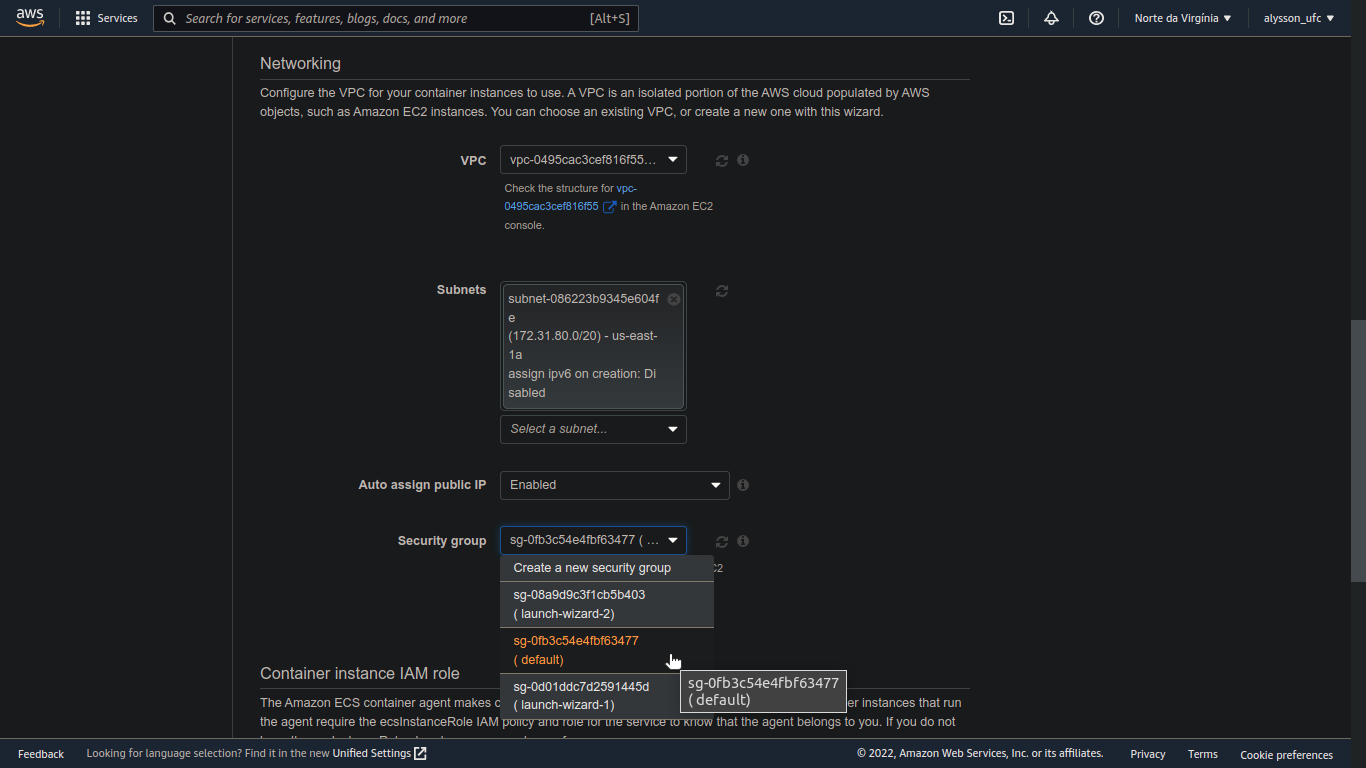 aws
Services
Search for services, features, blogs, docs, and more
[Alt+S]
Norte da Virgínia
alysson_ufc
Networking
Configure the VPC for your container instances to use. A VPC is an isolated portion of the AWS cloud populated by AWS
objects, such as Amazon EC2 instances. You can choose an existing VPC, or create a new one with this wizard.
VPC
vpc-0495cac3cef816f55...
Check the structure for vpc-
0495cac3cef816f55 in the Amazon EC2
console.
Subnets
subnet-086223b9345e604f
e
(172.31.80.0/20) - us-east-
1a
assign ipv6 on creation: Di
sabled
Select a subnet...
Auto assign public IP
Enabled
Security group
sg-0fb3c54e4fbf63477 ( ...
Create a new security group
sg-08a9d9c3f1cb5b403
( launch-wizard-2)
sg-0fb3c54e4fbf63477
( default)
sg-0d01ddc7d2591445d
( launch-wizard-1)
sg-0fb3c54e4fbf63477
( default)
Container instance IAM role
The Amazon ECS container agent makes instances that run
the agent require the ecsInstanceRole IAM policy and role for the service to know that the agent belongs to you. If you do not
Feedback
Looking for language selection? Find it in the new Unified Settings
© 2022, Amazon Web Services, Inc. or its affiliates.
Privacy
Terms
Cookie preferences